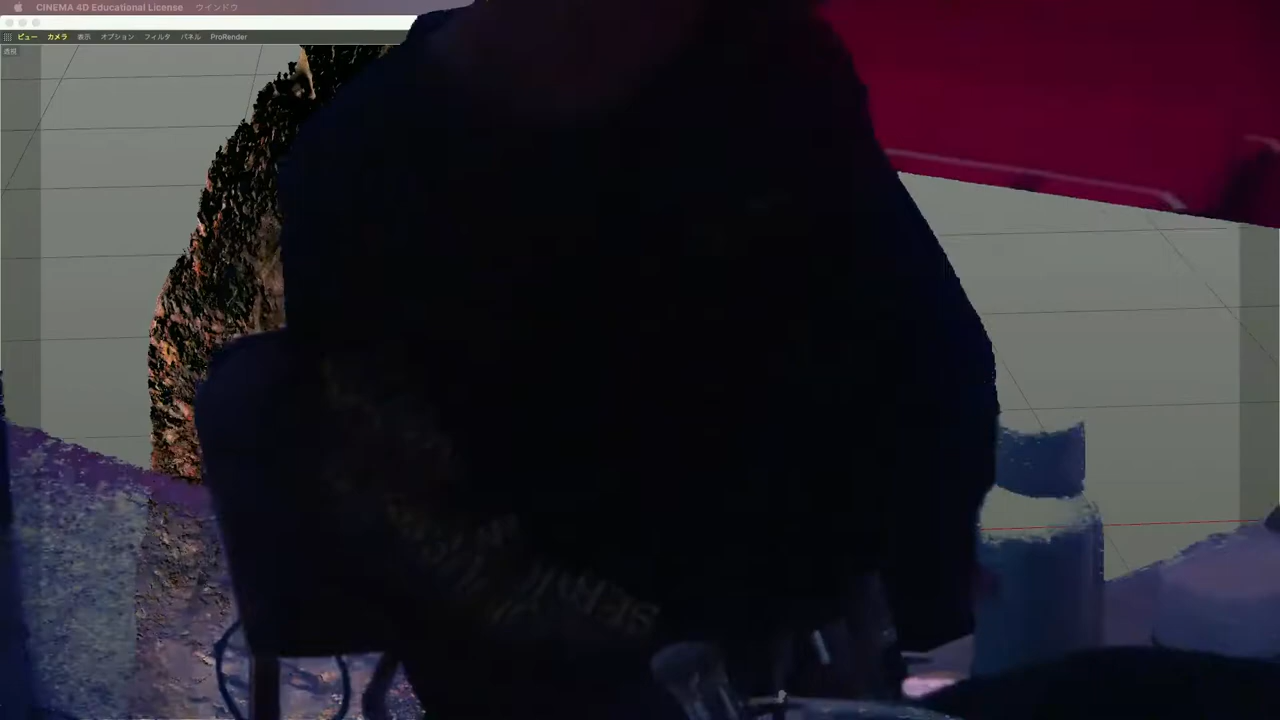 CINEMA 4D Educational License ウインドウ
ビュー カメラ 表示 オプション フィルタ パネル ProRender
透視